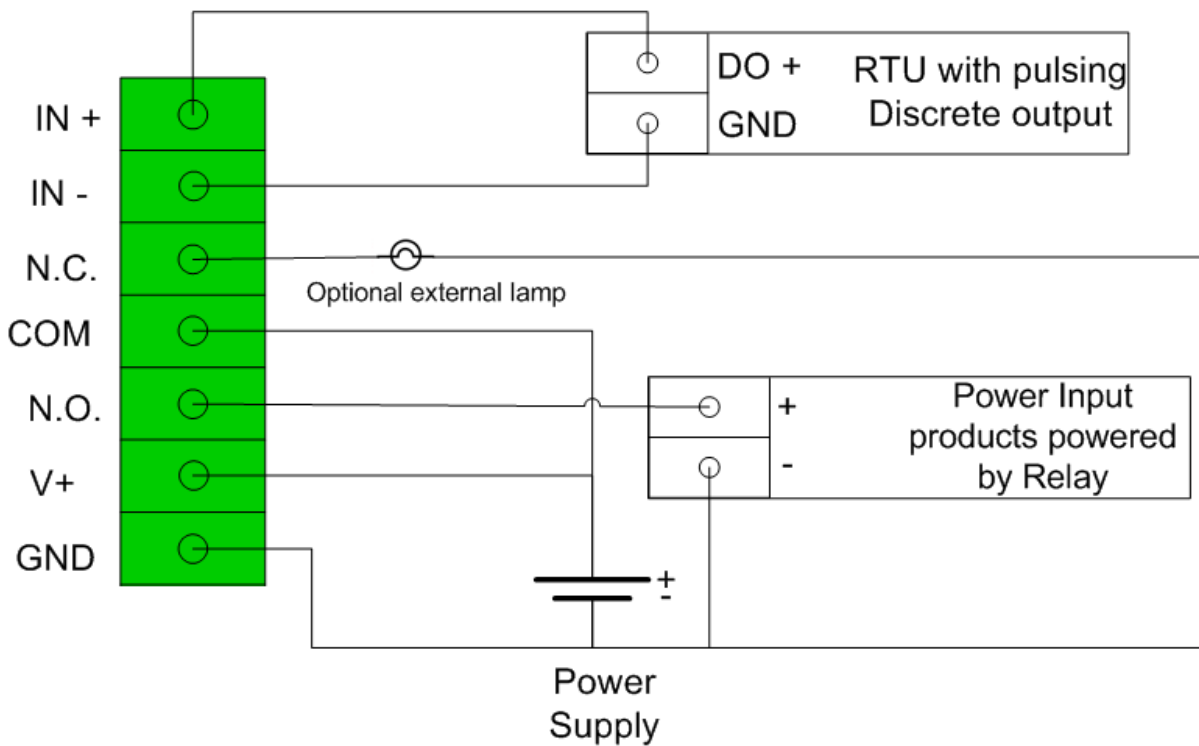 IN +
IN -
N.C.
COM
N.O.
V+
GND
DO +
GND
RTU with pulsing
Discrete output
Optional external lamp
+
-
Power Input
products powered
by Relay
+
-
Power
Supply